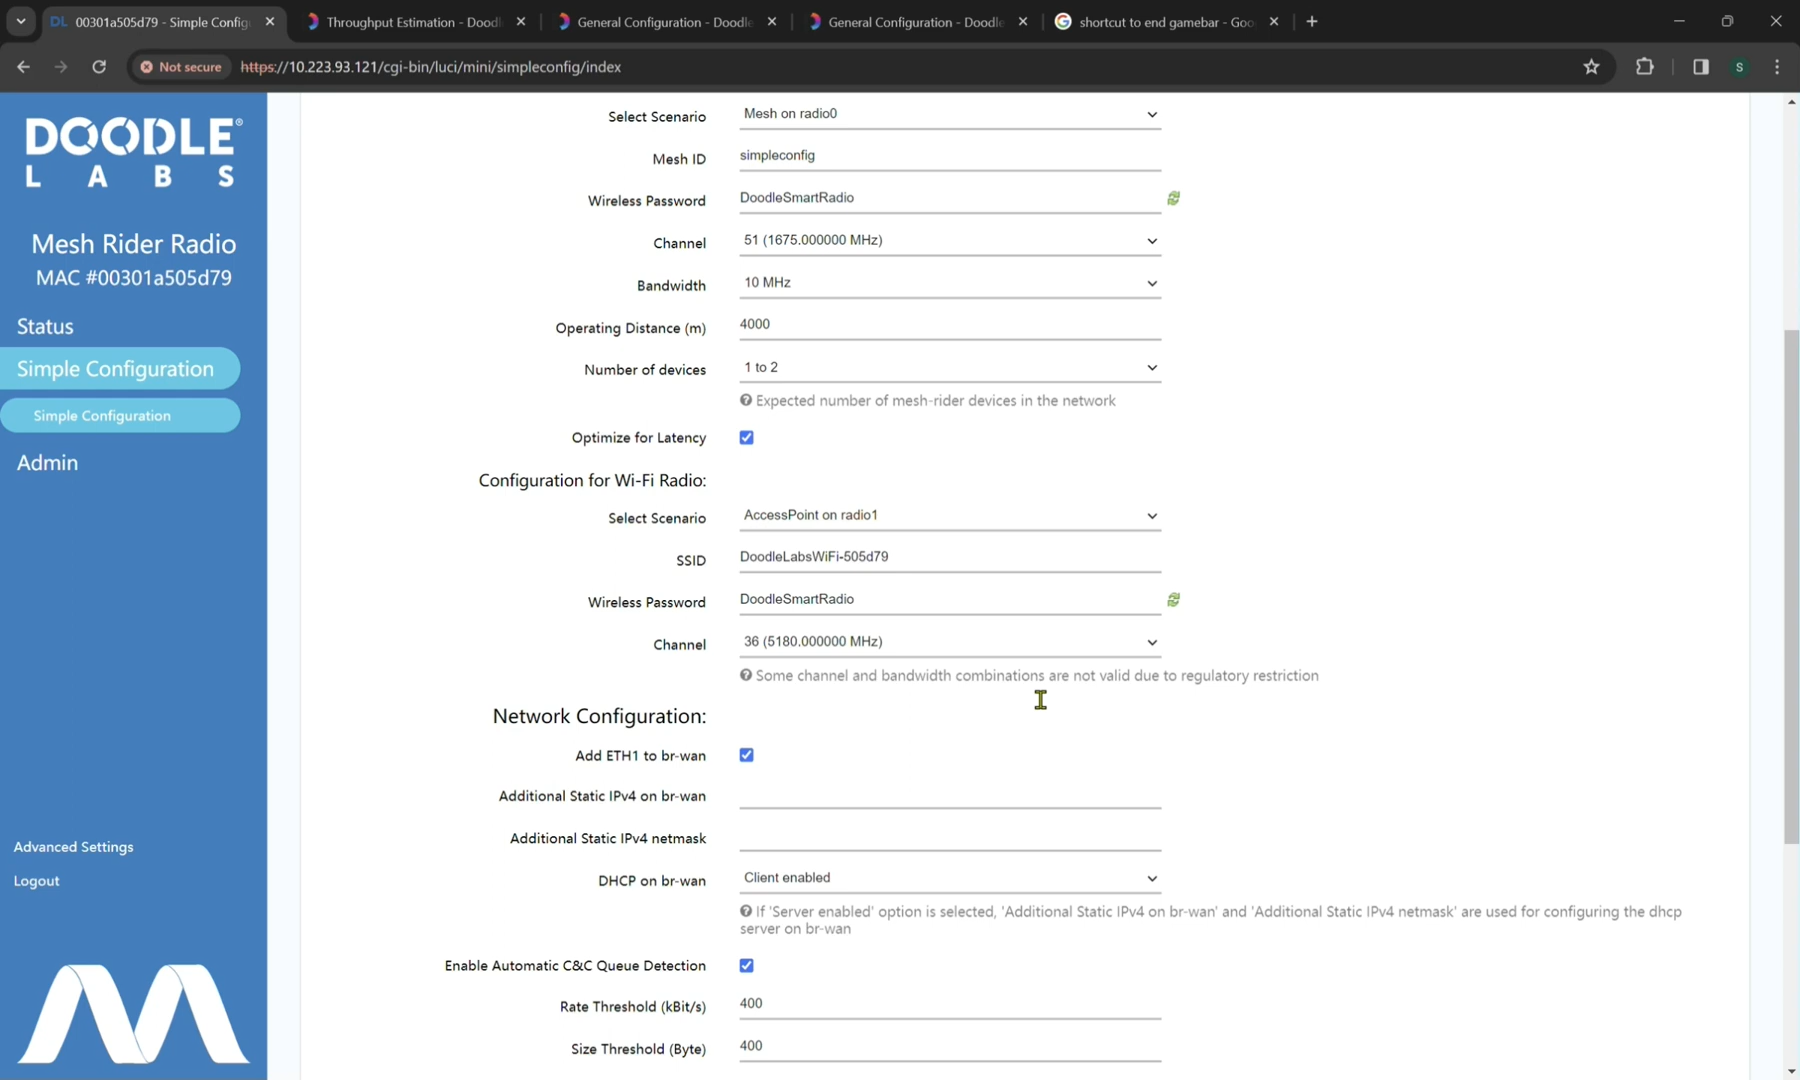 DL 00301a505d79 - Simple Config
Throughput Estimation - Doodl
General Configuration - Doodle
General Configuration - Doodle
shortcut to end gamebar - Goo
Not secure
https://10.223.93.121/cgi-bin/luci/mini/simpleconfig/index
S
DOODLE®
LABS
Mesh Rider Radio
MAC #00301a505d79
Status
Simple Configuration
Simple Configuration
Admin
Advanced Settings
Logout
Select Scenario Mesh on radio0
Mesh ID simpleconfig
Wireless Password DoodleSmartRadio
Channel 51 (1675.000000 MHz)
Bandwidth 10 MHz
Operating Distance (m) 4000
Number of devices 1 to 2
Expected number of mesh-rider devices in the network
Optimize for Latency
Configuration for Wi-Fi Radio:
Select Scenario AccessPoint on radio1
SSID DoodleLabsWiFi-505d79
Wireless Password DoodleSmartRadio
Channel 36 (5180.000000 MHz)
Some channel and bandwidth combinations are not valid due to regulatory restriction
Network Configuration:
Add ETH1 to br-wan
Additional Static IPv4 on br-wan
Additional Static IPv4 netmask
DHCP on br-wan Client enabled
If 'Server enabled' option is selected, 'Additional Static IPv4 on br-wan' and 'Additional Static IPv4 netmask' are used for configuring the dhcp
server on br-wan
Enable Automatic C&C Queue Detection
Rate Threshold (kBit/s) 400
Size Threshold (Byte) 400